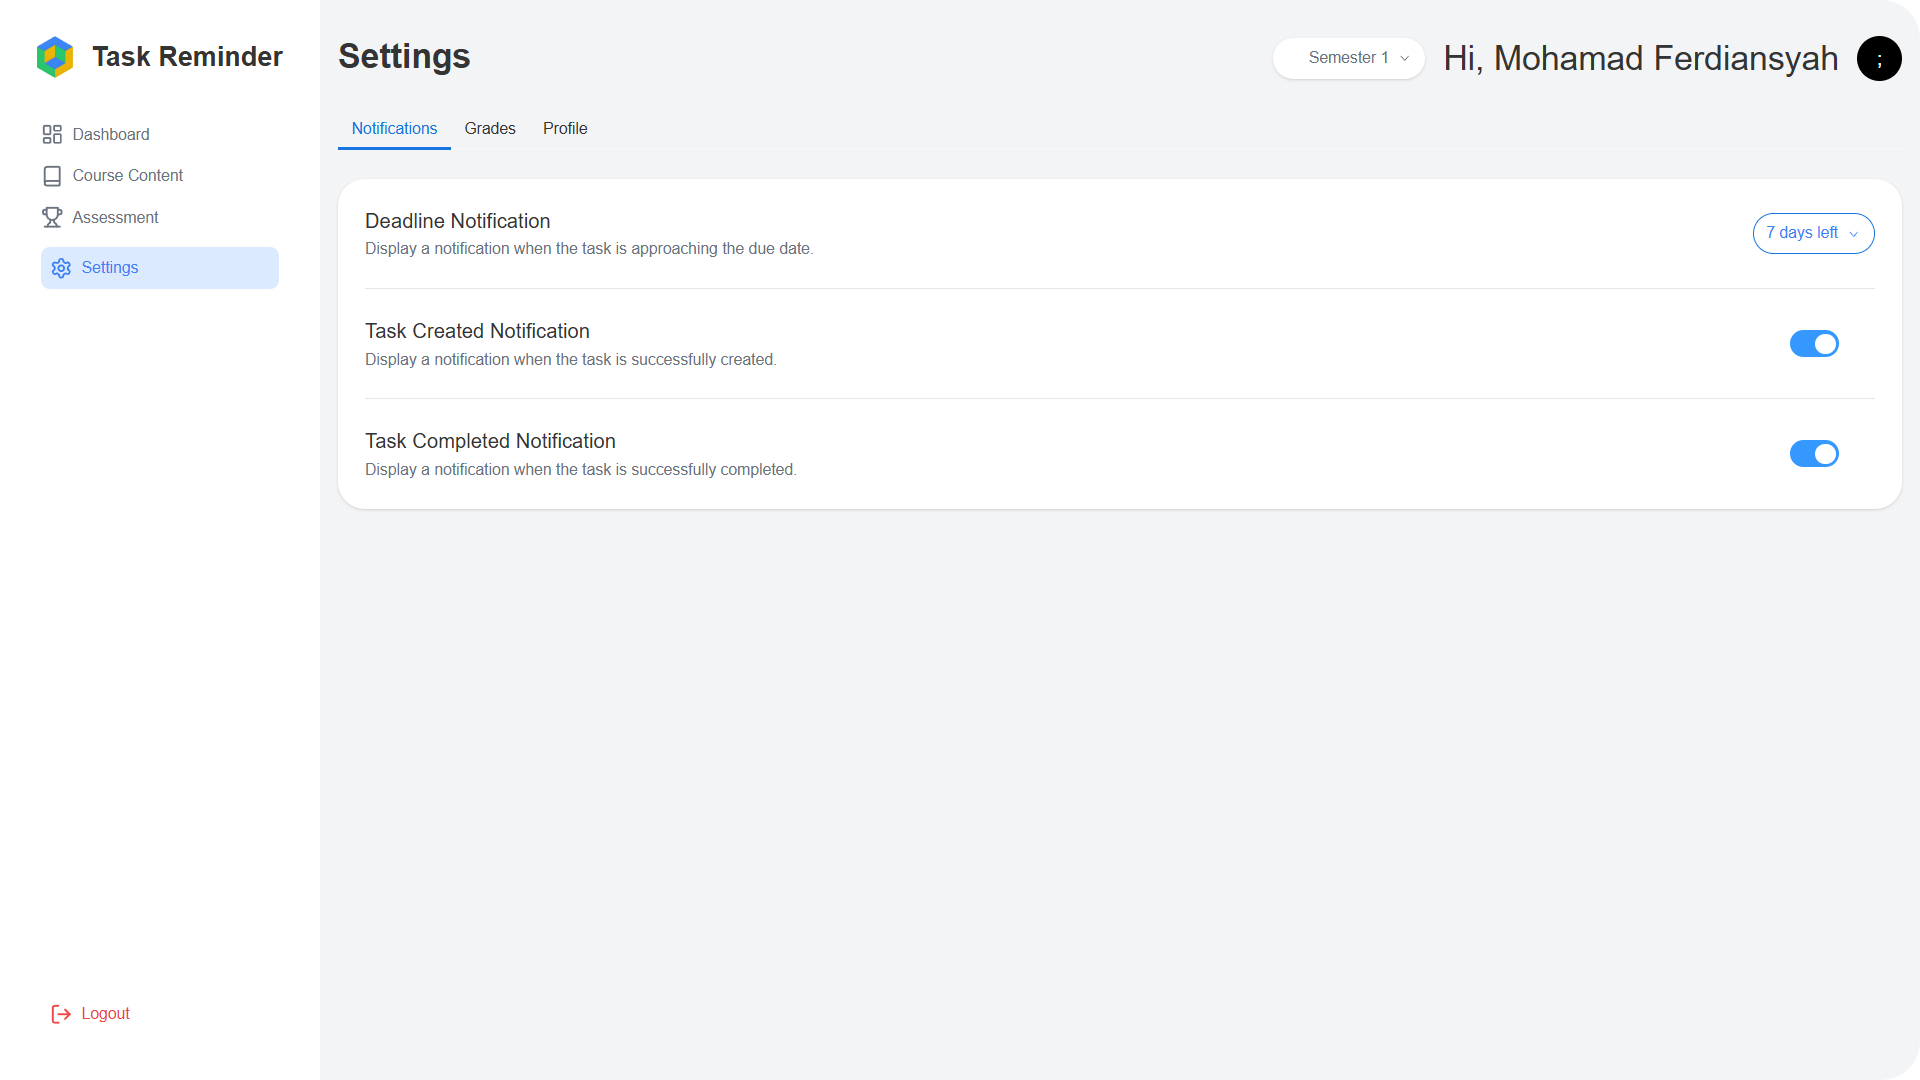 Task Reminder
Dashboard
Course Content
Assessment
Settings
Logout
Settings
Semester 1
Hi, Mohamad Ferdiansyah
;
Notifications
Grades
Profile
Deadline Notification
Display a notification when the task is approaching the due date.
7 days left
Task Created Notification
Display a notification when the task is successfully created.
Task Completed Notification
Display a notification when the task is successfully completed.